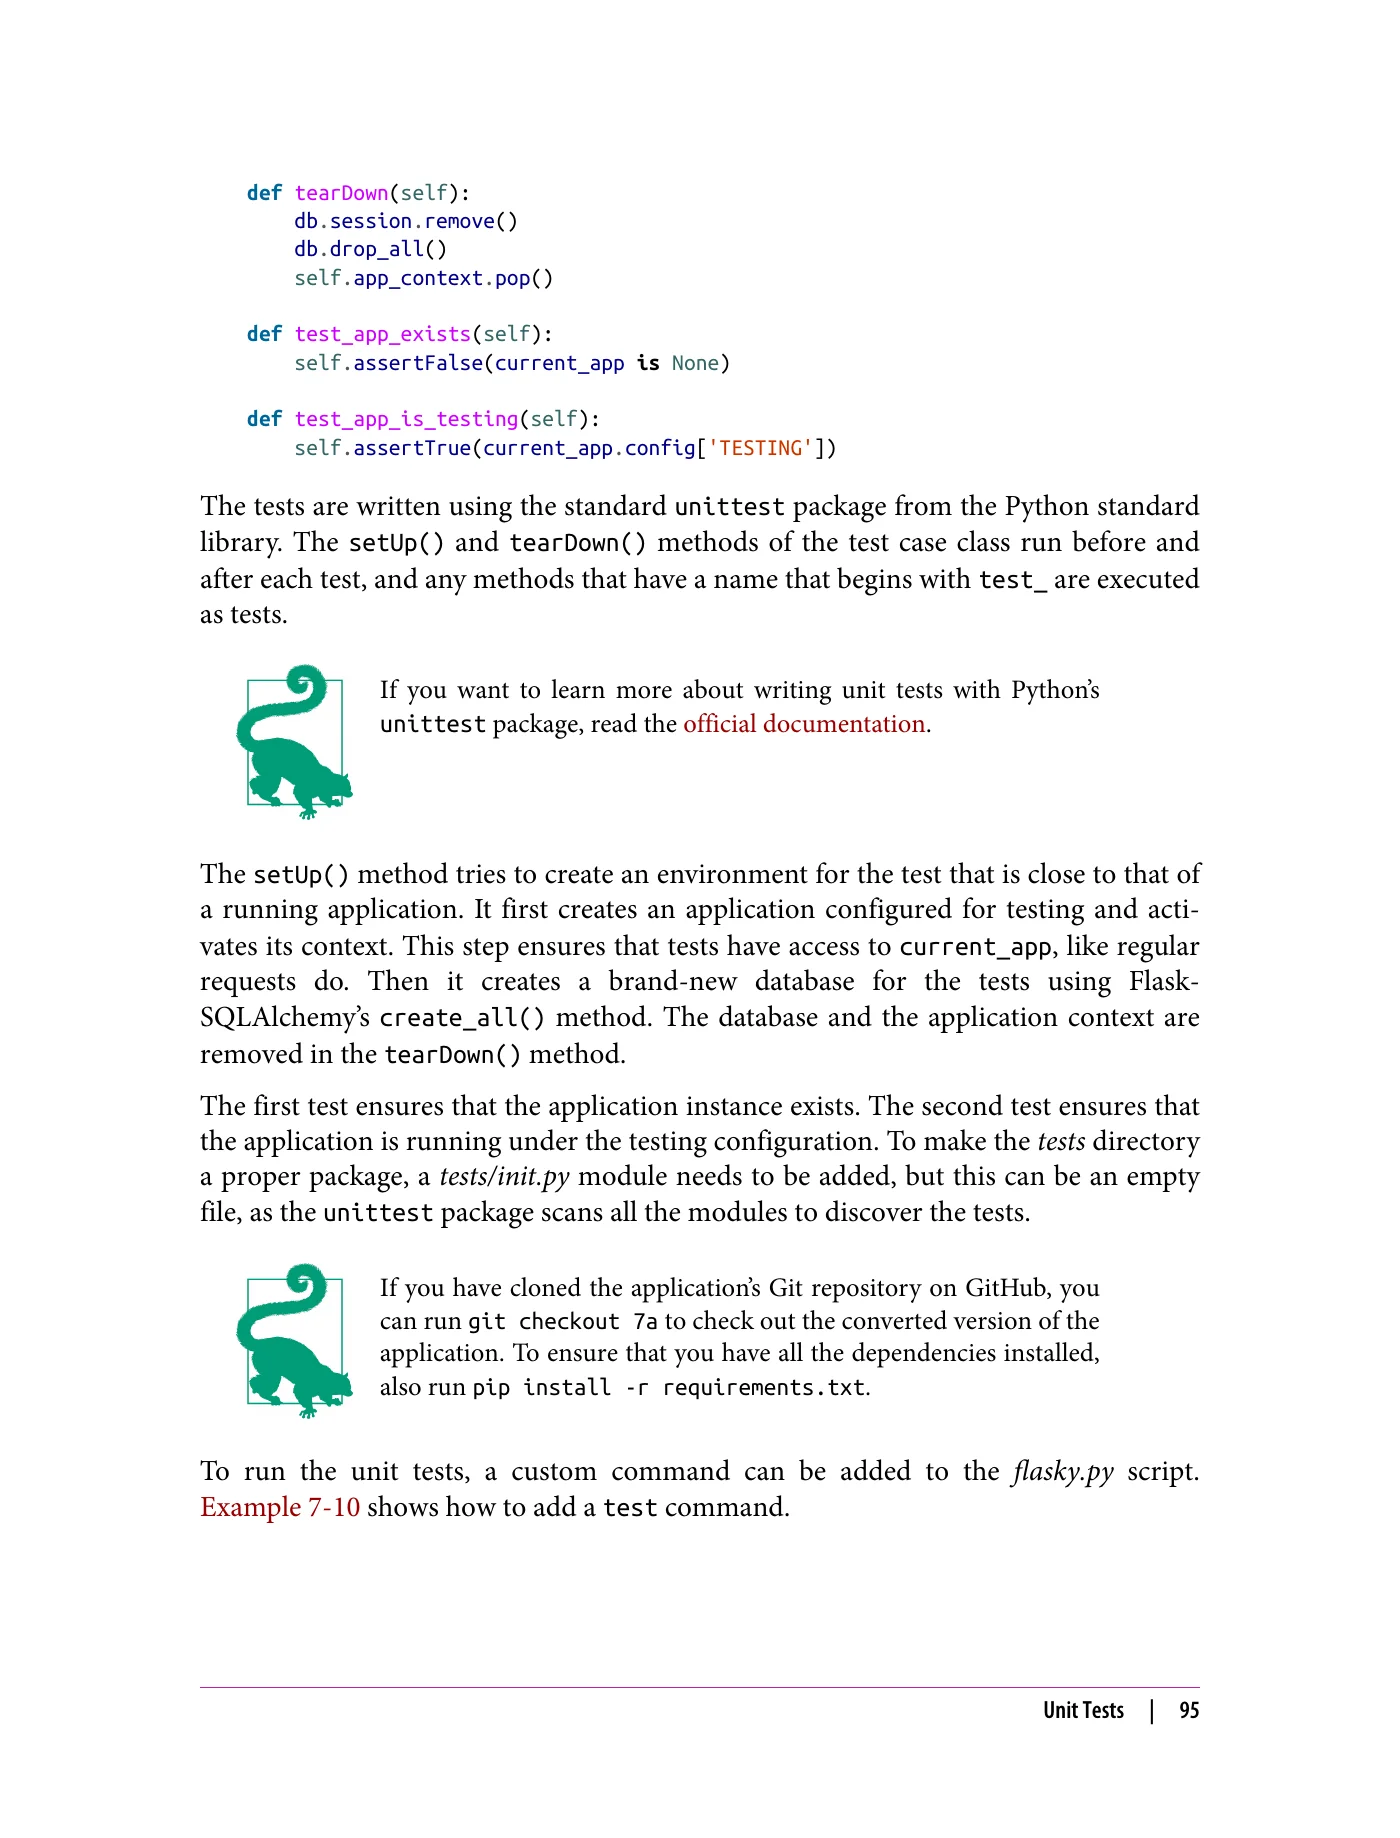 def tearDown(self):
    db.session.remove()
    db.drop_all()
    self.app_context.pop()
def test_app_exists(self):
    self.assertFalse(current_app is None)
def test_app_is_testing(self):
    self.assertTrue(current_app.config['TESTING'])
The tests are written using the standard unittest package from the Python standard
library. The setUp() and tearDown() methods of the test case class run before and
after each test, and any methods that have a name that begins with test_ are executed
as tests.
If you want to learn more about writing unit tests with Python’s
unittest package, read the official documentation.
The setUp() method tries to create an environment for the test that is close to that of
a running application. It first creates an application configured for testing and acti-
vates its context. This step ensures that tests have access to current_app, like regular
requests do. Then it creates a brand-new database for the tests using Flask-
SQLAlchemy’s create_all() method. The database and the application context are
removed in the tearDown() method.
The first test ensures that the application instance exists. The second test ensures that
the application is running under the testing configuration. To make the tests directory
a proper package, a tests/init.py module needs to be added, but this can be an empty
file, as the unittest package scans all the modules to discover the tests.
If you have cloned the application’s Git repository on GitHub, you
can run git checkout 7a to check out the converted version of the
application. To ensure that you have all the dependencies installed,
also run pip install -r requirements.txt.
To run the unit tests, a custom command can be added to the flasky.py script.
Example 7-10 shows how to add a test command.
Unit Tests | 95